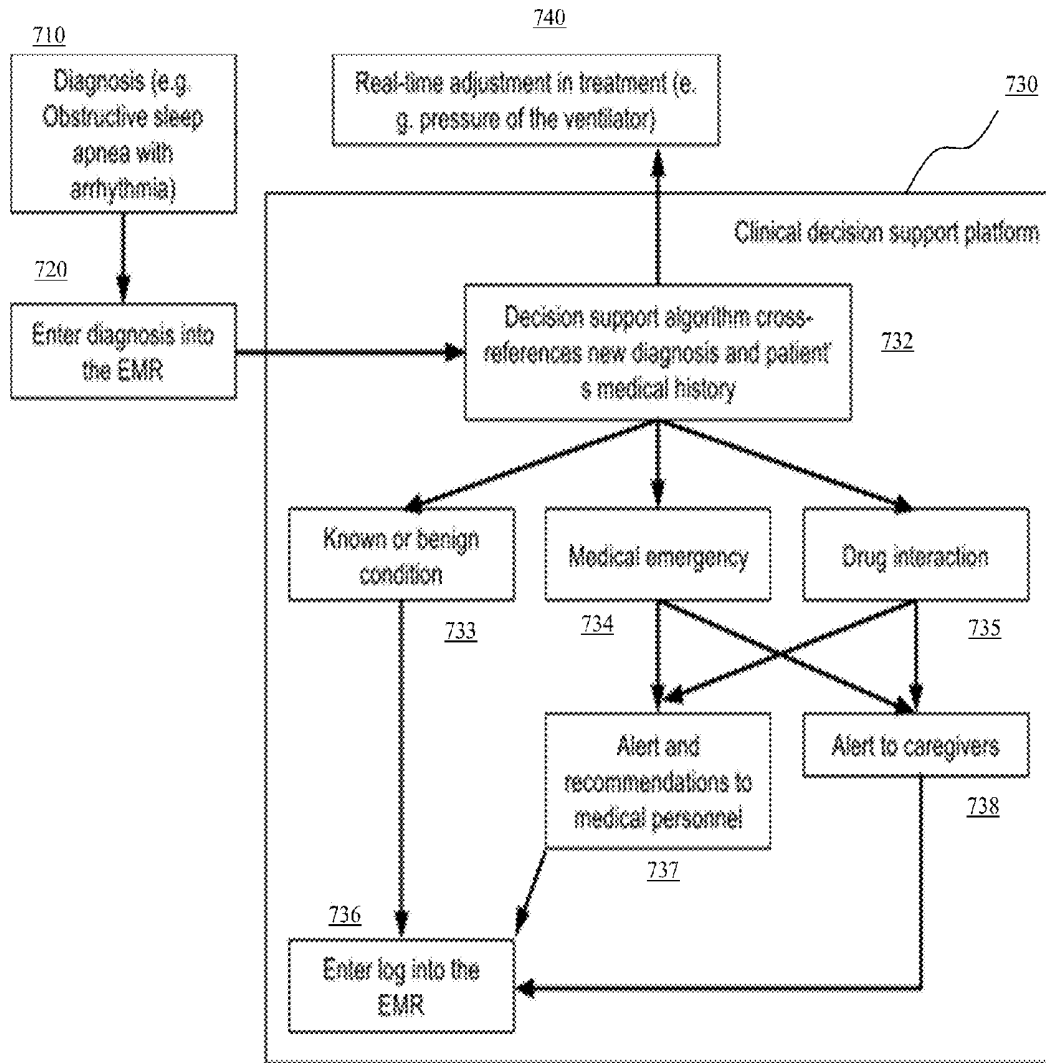 710
Diagnosis (e.g.
Obstructive sleep
apnea with
arrhythmia)
740
Real-time adjustment in treatment (e.
g. pressure of the ventilator)
730
Clinical decision support platform
720
Enter diagnosis into
the EMR
Decision support algorithm cross-
references new diagnosis and patient'
s medical history
732
Known or benign
condition
733
Medical emergency
734
Drug interaction
735
Alert and
recommendations to
medical personnel
737
Alert to caregivers
738
736
Enter log into the
EMR